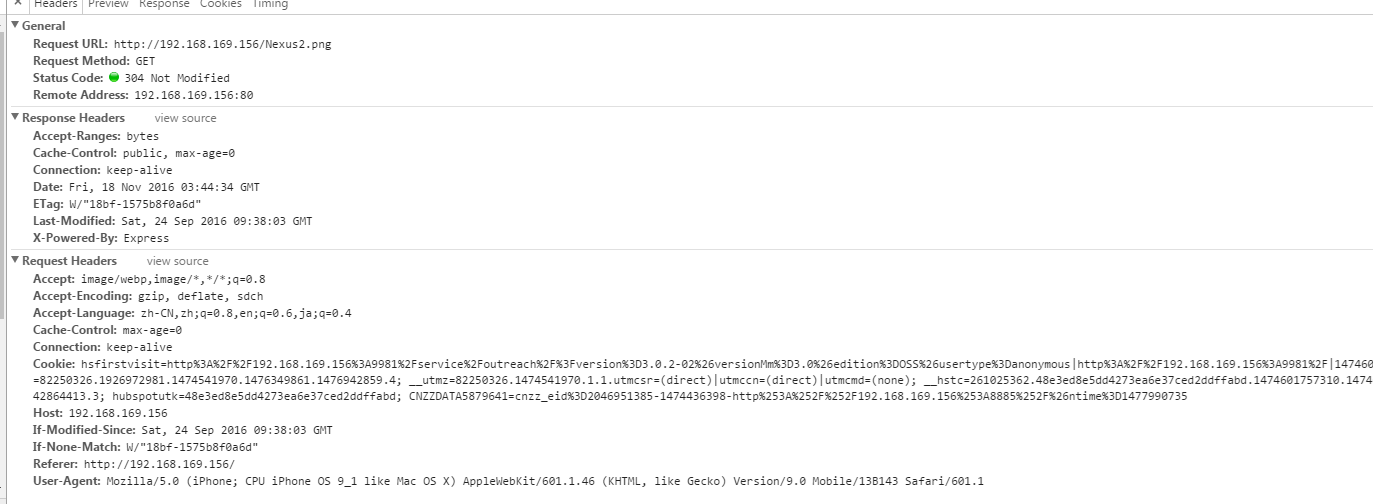 × Headers Preview Response Cookies Timing
▼ General
Request URL: http://192.168.169.156/Nexus2.png
Request Method: GET
Status Code: 304 Not Modified
Remote Address: 192.168.169.156:80
▼ Response Headers view source
Accept-Ranges: bytes
Cache-Control: public, max-age=0
Connection: keep-alive
Date: Fri, 18 Nov 2016 03:44:34 GMT
ETag: W/"18bf-1575b8f0a6d"
Last-Modified: Sat, 24 Sep 2016 09:38:03 GMT
X-Powered-By: Express
▼ Request Headers view source
Accept: image/webp,image/*,*/*;q=0.8
Accept-Encoding: gzip, deflate, sdch
Accept-Language: zh-CN,zh;q=0.8,en;q=0.6,ja;q=0.4
Cache-Control: max-age=0
Connection: keep-alive
Cookie: hsfirstvisit=http%3A%2F%2F192.168.169.156%3A9981%2Fservice%2Foutreach%2F%3Fversion%3D3.0.2-02%26versionMm%3D3.0%26edition%3DOSS%26usertype%3Danonymous|http%3A%2F%2F192.168.169.156%3A9981%2F|147460
=82250326.1926972981.1474541970.1476349861.1476942859.4; __utmz=82250326.1474541970.1.1.utmcsr=(direct)|utmccn=(direct)|utmcmd=(none); __hstc=261025362.48e3ed8e5dd4273ea6e37ced2ddffabd.1474601757310.1474
42864413.3; hubspotutk=48e3ed8e5dd4273ea6e37ced2ddffabd; CNZZDATA5879641=cnzz_eid%3D2046951385-1474436398-http%253A%252F%252F192.168.169.156%253A8885%252F%26ntime%3D1477990735
Host: 192.168.169.156
If-Modified-Since: Sat, 24 Sep 2016 09:38:03 GMT
If-None-Match: W/"18bf-1575b8f0a6d"
Referer: http://192.168.169.156/
User-Agent: Mozilla/5.0 (iPhone; CPU iPhone OS 9_1 like Mac OS X) AppleWebKit/601.1.46 (KHTML, like Gecko) Version/9.0 Mobile/13B143 Safari/601.1